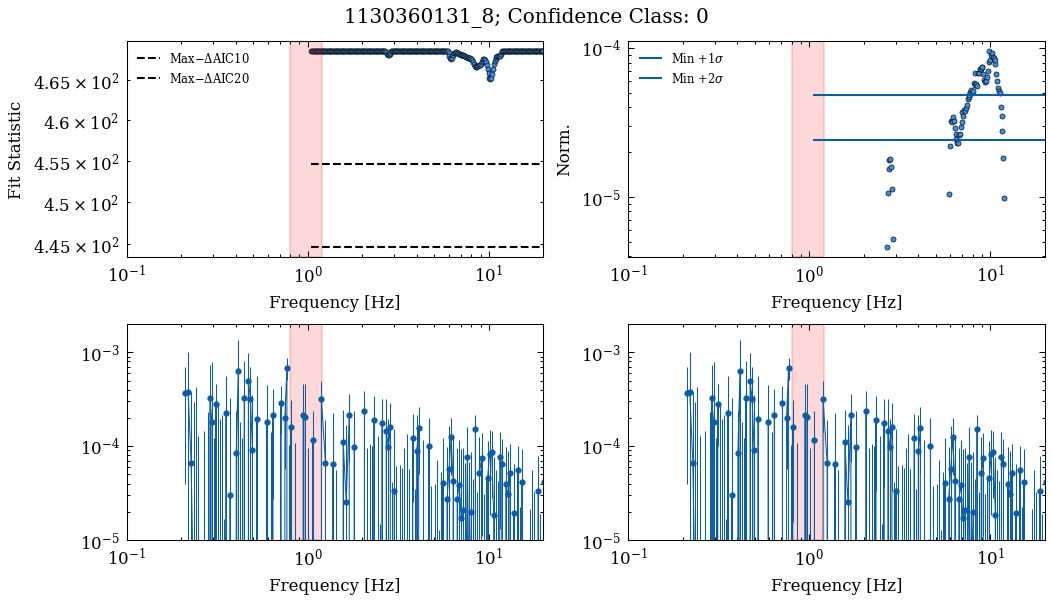 1130360131_8; Confidence Class: 0
Max−ΔAIC10
Max−ΔAIC20
Fit Statistic
4.65 × 10²
4.6 × 10²
4.55 × 10²
4.5 × 10²
4.45 × 10²
10⁻¹ 10⁰ 10¹
Frequency [Hz]
Min +1σ
Min +2σ
Norm.
10⁻⁴
10⁻⁵
10⁻¹ 10⁰ 10¹
Frequency [Hz]
10⁻³
10⁻⁴
10⁻⁵
10⁻¹ 10⁰ 10¹
Frequency [Hz]
10⁻³
10⁻⁴
10⁻⁵
10⁻¹ 10⁰ 10¹
Frequency [Hz]